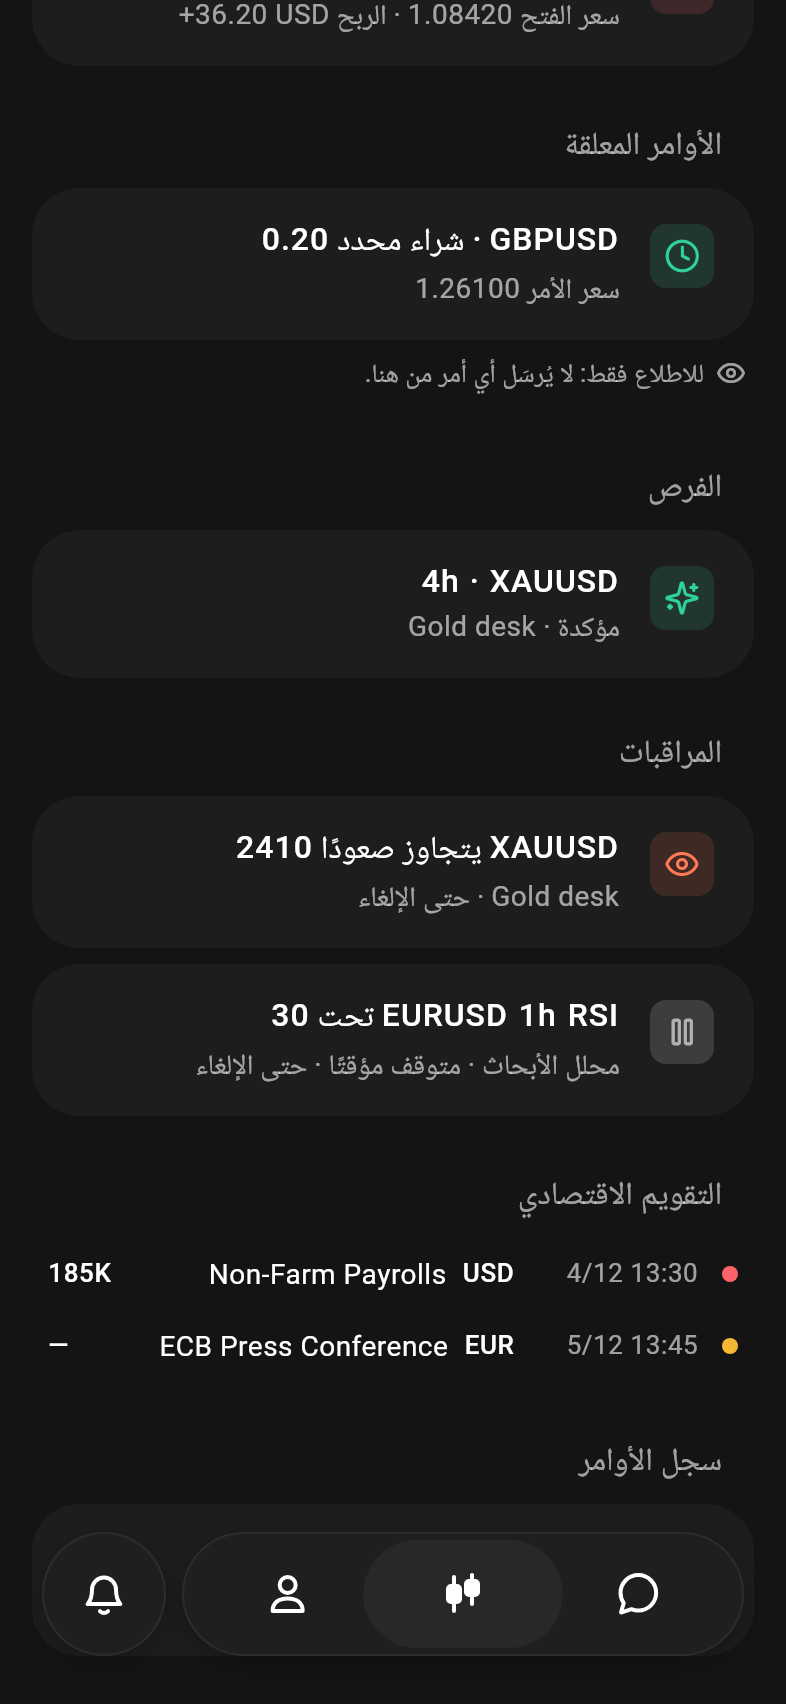 سعر الفتح 1.08420 · الربح +36.20 USD
الأوامر المعلقة
GBPUSD · شراء محدد 0.20
سعر الأمر 1.26100
للاطلاع فقط: لا يُرسَل أي أمر من هنا.
الفرص
XAUUSD · 4h
مؤكدة · Gold desk
المراقبات
XAUUSD يتجاوز صعودًا 2410
Gold desk · حتى الإلغاء
EURUSD 1h RSI تحت 30
محلل الأبحاث · متوقف مؤقتًا · حتى الإلغاء
التقويم الاقتصادي
4/12 13:30 USD Non-Farm Payrolls 185K
5/12 13:45 EUR ECB Press Conference –
سجل الأوامر